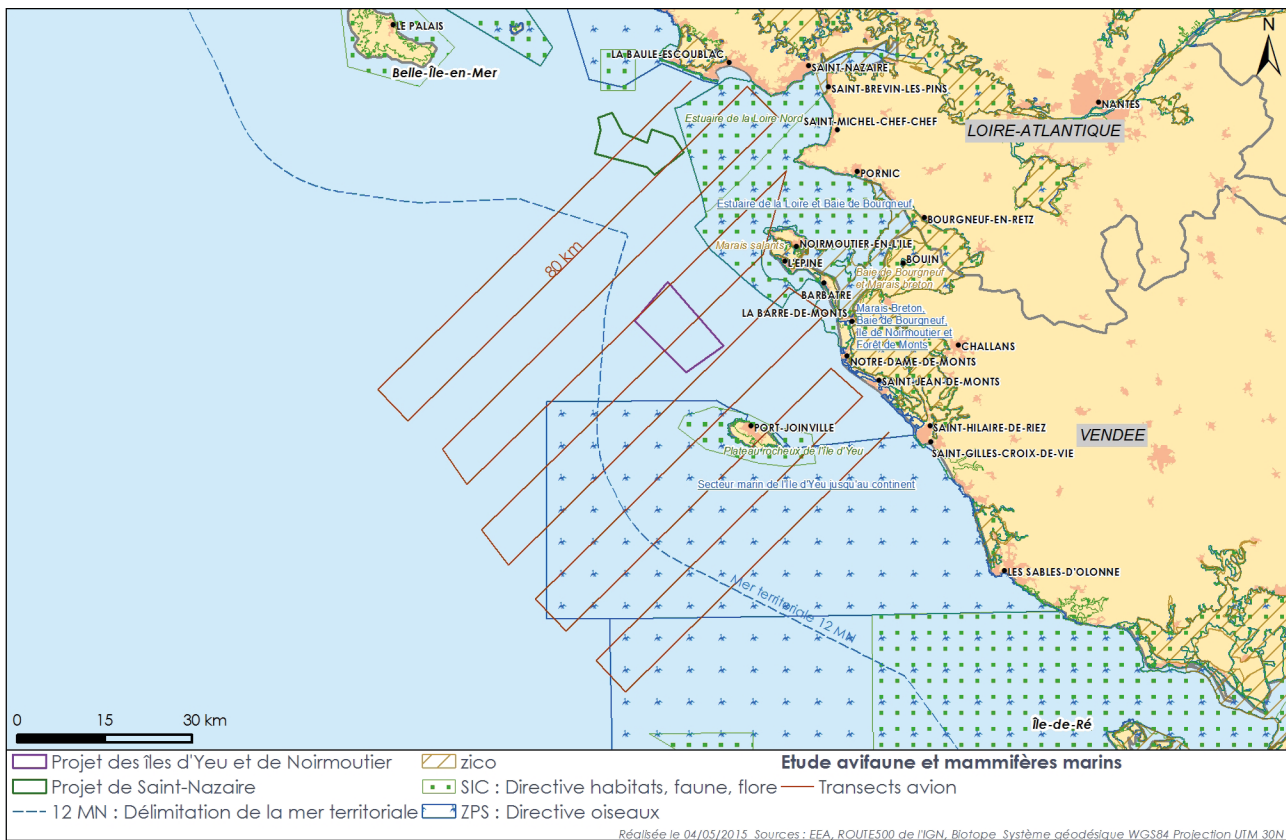 LE PALAIS
Belle-Île-en-Mer
LA BAULE-ESCOUBLAC
SAINT-NAZAIRE
SAINT-BREVIN-LES-PINS
N
NANTES
Estuaire de la Loire Nord
SAINT-MICHEL-CHEF-CHEF
LOIRE-ATLANTIQUE
PORNIC
Estuaire de la Loire et Baie de Bourgneuf
BOURGNEUF-EN-RETZ
Marais salants
NOIRMOUTIER-EN-L'ILE
L'EPINE
BOUIN
80 km
Baie de Bourgneuf
et Marais breton
BARBATRE
LA BARRE-DE-MONTS
Marais Breton,
Baie de Bourgneuf,
île de Noirmoutier et
Forêt de Monts
CHALLANS
NOTRE-DAME-DE-MONTS
SAINT-JEAN-DE-MONTS
PORT-JOINVILLE
SAINT-HILAIRE-DE-RIEZ
VENDEE
Plateau rocheux de l'île d'Yeu
SAINT-GILLES-CROIX-DE-VIE
Secteur marin de l'île d'Yeu jusqu'au continent
LES SABLES-D'OLONNE
Mer territoriale 12 MN
Île-de-Ré
0 15 30 km
Projet des îles d'Yeu et de Noirmoutier
Projet de Saint-Nazaire
12 MN : Délimitation de la mer territoriale
zico
SIC : Directive habitats, faune, flore
ZPS : Directive oiseaux
Etude avifaune et mammifères marins
Transects avion
Réalisée le 04/05/2015 Sources : EEA, ROUTE500 de l'IGN, Biotope Système géodésique WGS84 Projection UTM 30N